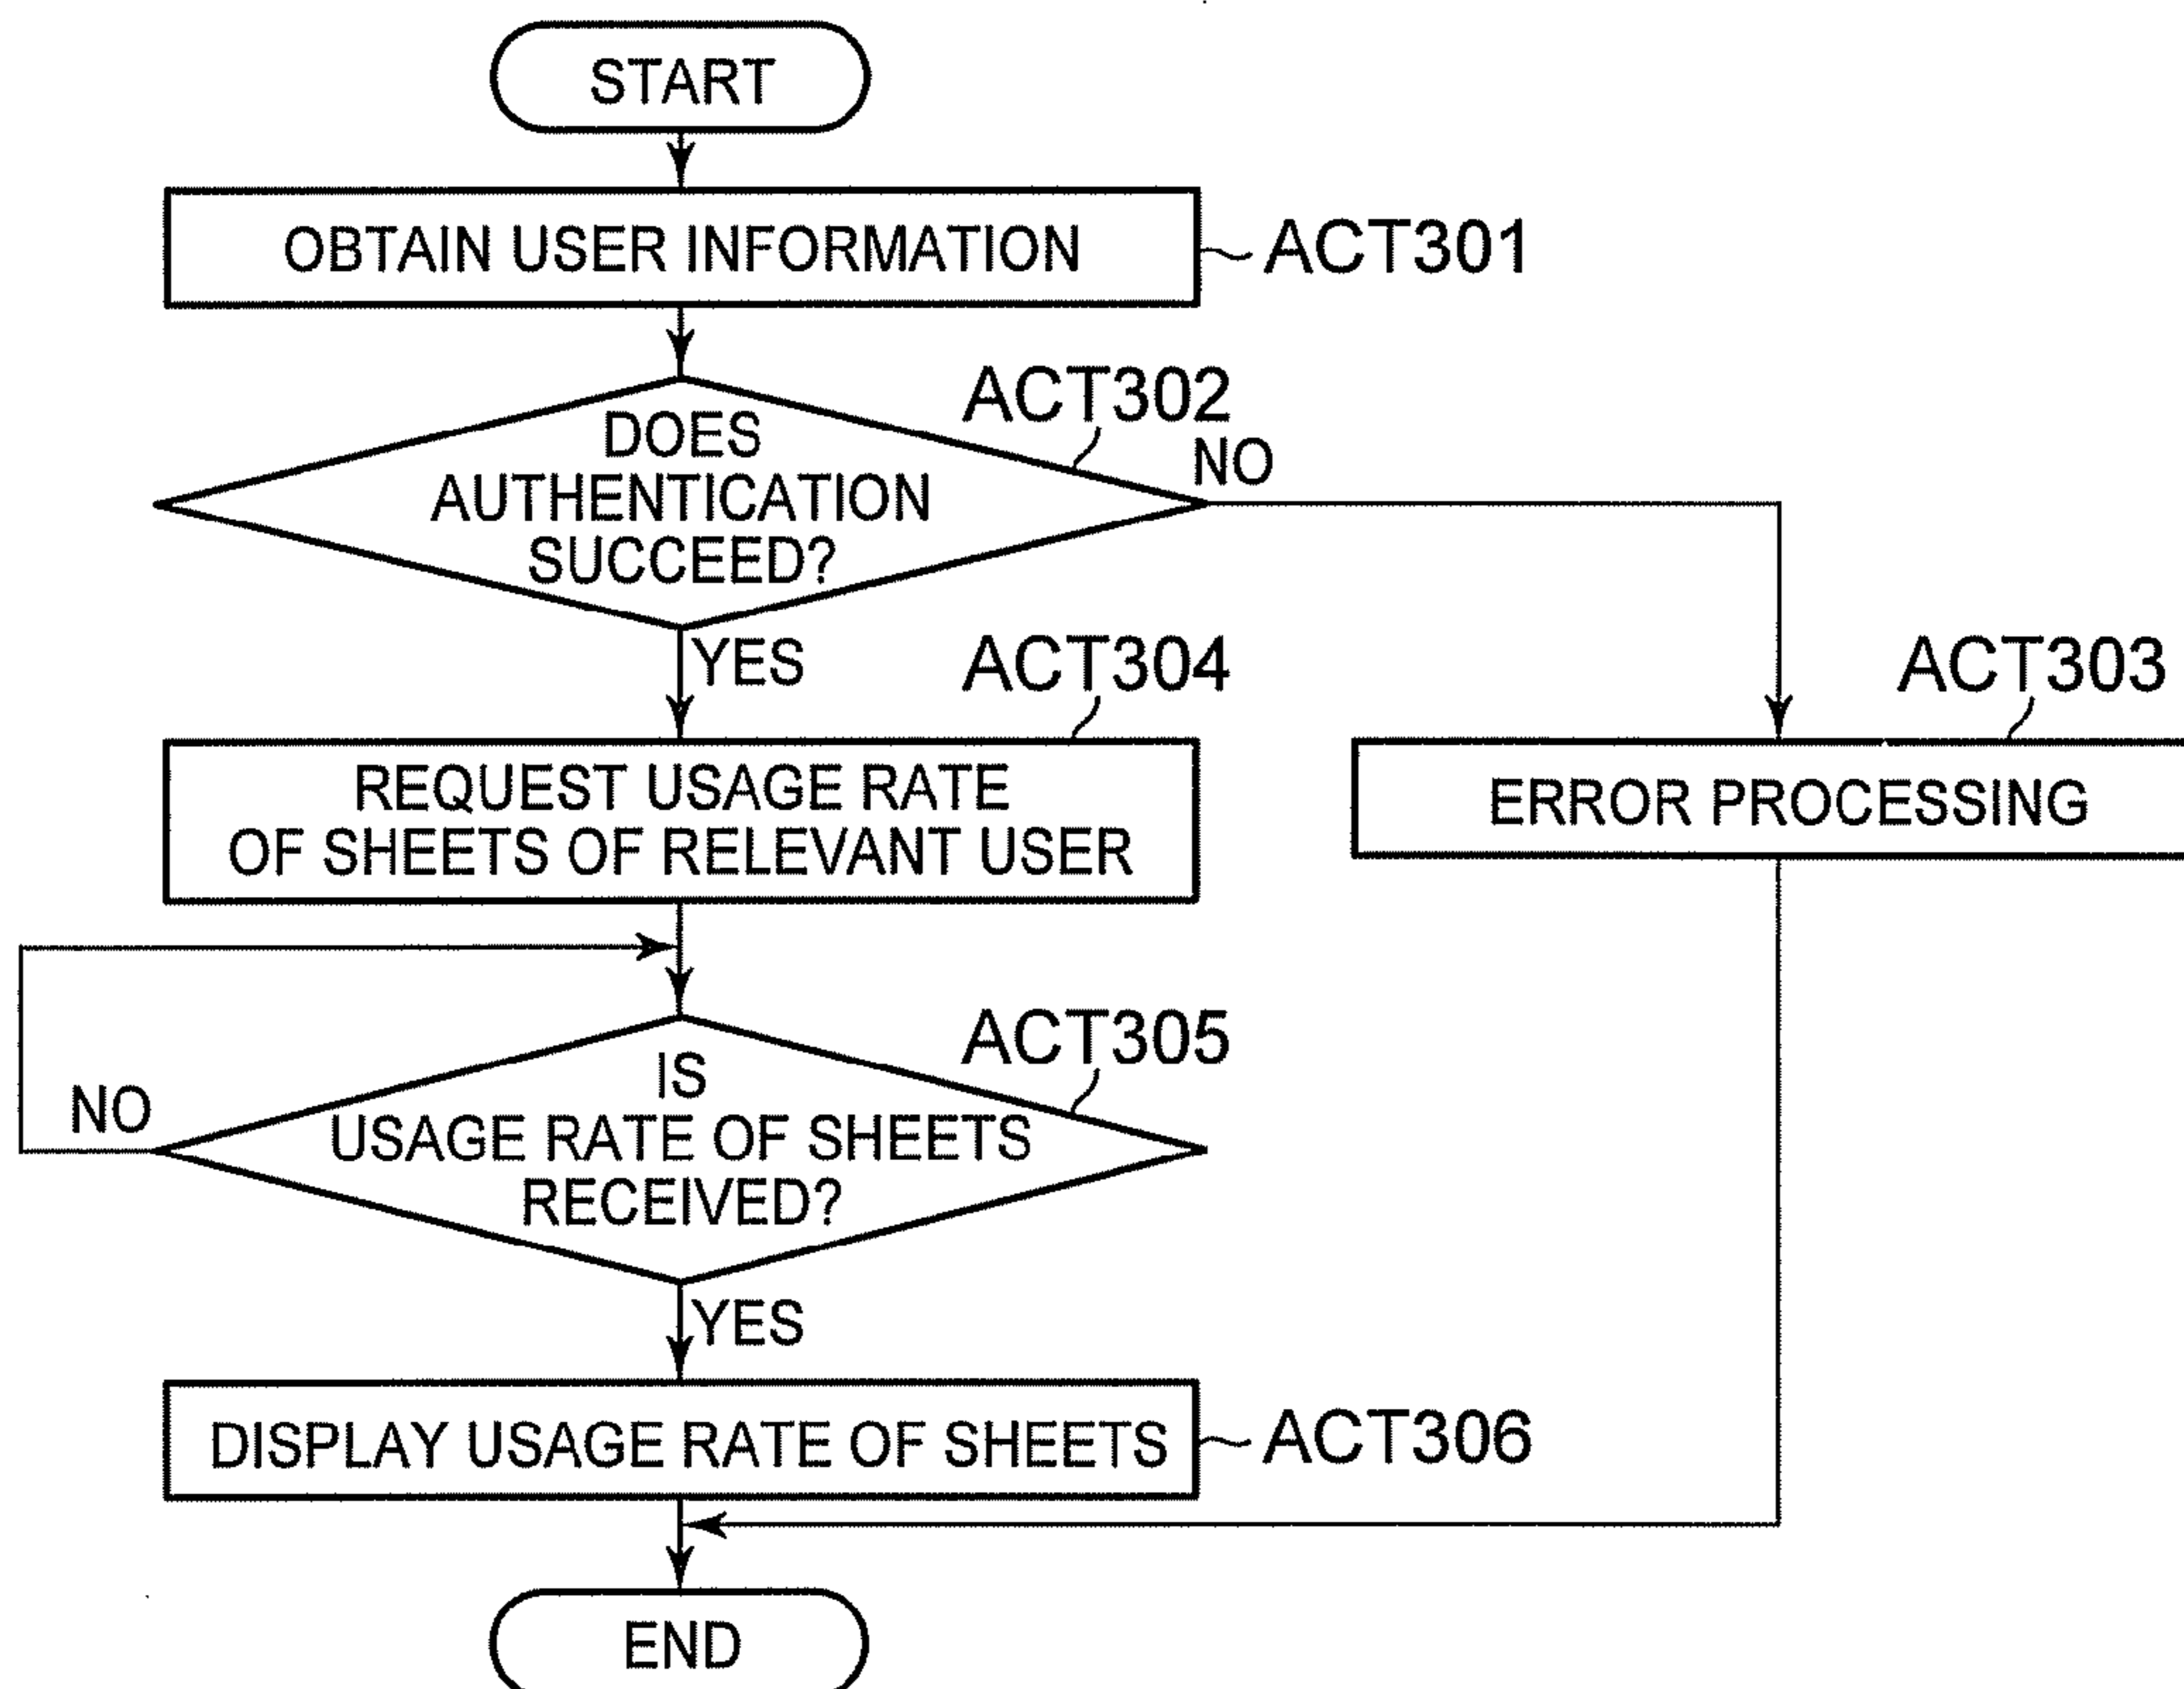 START
OBTAIN USER INFORMATION
ACT301
ACT302
DOES
AUTHENTICATION
SUCCEED?
NO
YES
ACT304
ACT303
REQUEST USAGE RATE
OF SHEETS OF RELEVANT USER
ERROR PROCESSING
ACT305
IS
USAGE RATE OF SHEETS
RECEIVED?
NO
YES
DISPLAY USAGE RATE OF SHEETS
ACT306
END